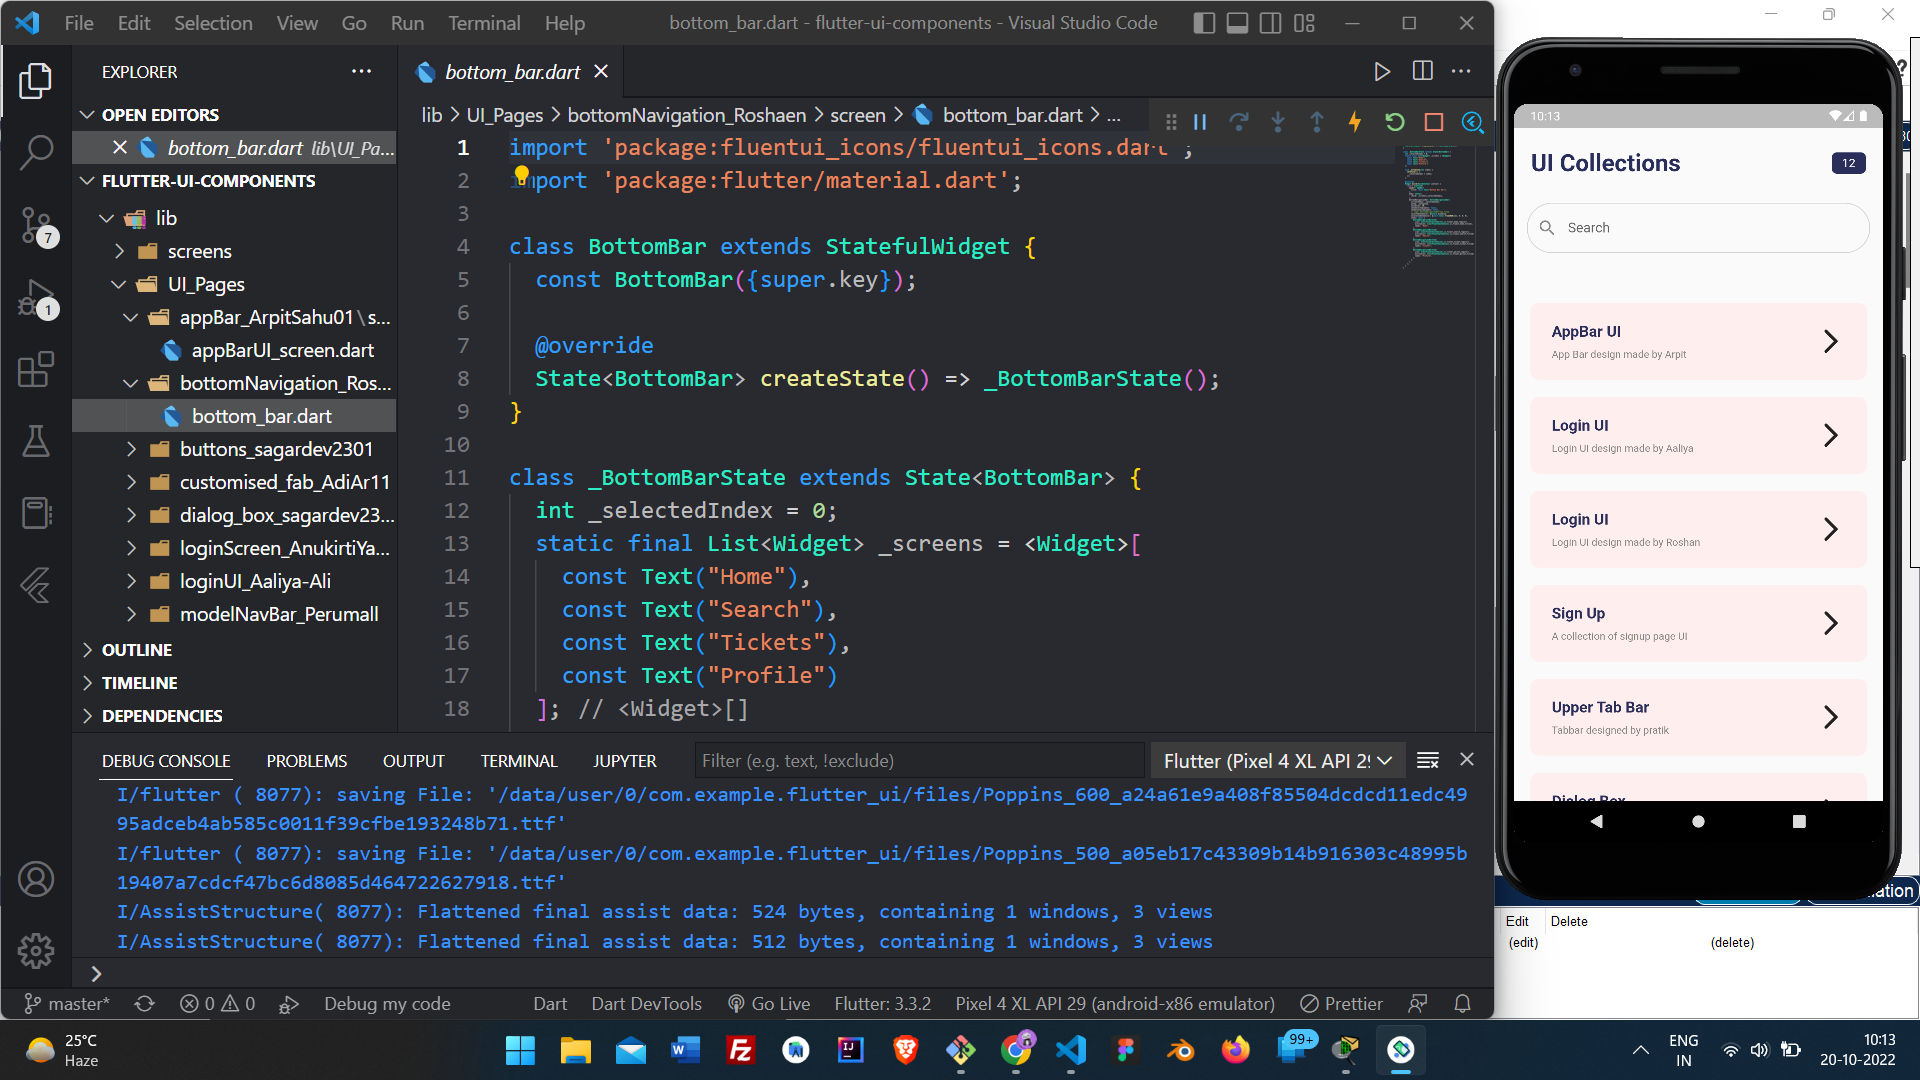 File Edit Selection View Go Run Terminal Help
bottom_bar.dart - flutter-ui-components - Visual Studio Code
EXPLORER
OPEN EDITORS
bottom_bar.dart lib\UI_Pa...
FLUTTER-UI-COMPONENTS
lib
screens
UI_Pages
appBar_ArpitSahu01\s...
appBarUI_screen.dart
bottomNavigation_Ros...
bottom_bar.dart
buttons_sagardev2301
customised_fab_AdiAr11
dialog_box_sagardev23...
loginScreen_AnukirtiYa...
loginUI_Aaliya-Ali
modelNavBar_Perumall
OUTLINE
TIMELINE
DEPENDENCIES
7
1
bottom_bar.dart
lib > UI_Pages > bottomNavigation_Roshaen > screen > bottom_bar.dart > ...
1 import 'package:fluentui_icons/fluentui_icons.dart';
2 import 'package:flutter/material.dart';
3
4 class BottomBar extends StatefulWidget {
5 const BottomBar({super.key});
6
7 @override
8 State<BottomBar> createState() => _BottomBarState();
9 }
10
11 class _BottomBarState extends State<BottomBar> {
12 int _selectedIndex = 0;
13 static final List<Widget> _screens = <Widget>[
14 const Text("Home"),
15 const Text("Search"),
16 const Text("Tickets"),
17 const Text("Profile")
18 ]; // <Widget>[]
DEBUG CONSOLE PROBLEMS OUTPUT TERMINAL JUPYTER
Filter (e.g. text, !exclude)
Flutter (Pixel 4 XL API 29
I/flutter ( 8077): saving File: '/data/user/0/com.example.flutter_ui/files/Poppins_600_a24a61e9a408f85504dcdcd11edc49
95adceb4ab585c0011f39cfbe193248b71.ttf'
I/flutter ( 8077): saving File: '/data/user/0/com.example.flutter_ui/files/Poppins_500_a05eb17c43309b14b916303c48995b
19407a7cdcf47bc6d8085d464722627918.ttf'
I/AssistStructure( 8077): Flattened final assist data: 524 bytes, containing 1 windows, 3 views
I/AssistStructure( 8077): Flattened final assist data: 512 bytes, containing 1 windows, 3 views
master* 0 0 Debug my code Dart Dart DevTools Go Live Flutter: 3.3.2 Pixel 4 XL API 29 (android-x86 emulator) Prettier
10:13
UI Collections 12
Search
AppBar UI
App Bar design made by Arpit
Login UI
Login UI design made by Aaliya
Login UI
Login UI design made by Roshan
Sign Up
A collection of signup page UI
Upper Tab Bar
Tabbar designed by pratik
Dialog Box
ation
Edit Delete
(edit) (delete)
25°C
Haze
99+
ENG
IN
10:13
20-10-2022